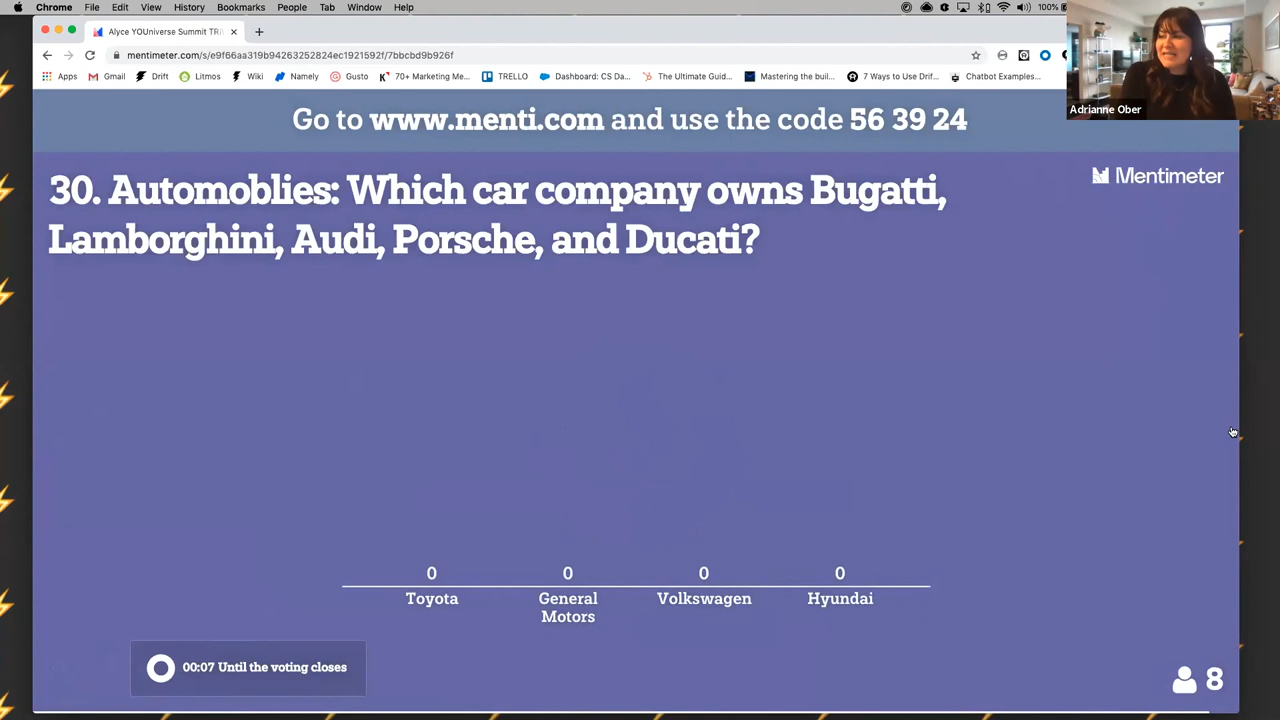 Chrome File Edit View History Bookmarks People Tab Window Help 100%
Alyce YOUniverse Summit TRI
mentimeter.com/s/e9f66aa319b94263252824ec1921592f/7bbcbd9b926f
Apps Gmail Drift Litmos Wiki Namely Gusto 70+ Marketing Me... TRELLO Dashboard: CS Da... The Ultimate Guid... Mastering the buil... 7 Ways to Use Drif... Chatbot Examples...
Adrianne Ober
Go to www.menti.com and use the code 56 39 24
Mentimeter
30. Automoblies: Which car company owns Bugatti,
Lamborghini, Audi, Porsche, and Ducati?
0 0 0 0
Toyota General Volkswagen Hyundai
Motors
00:07 Until the voting closes
8